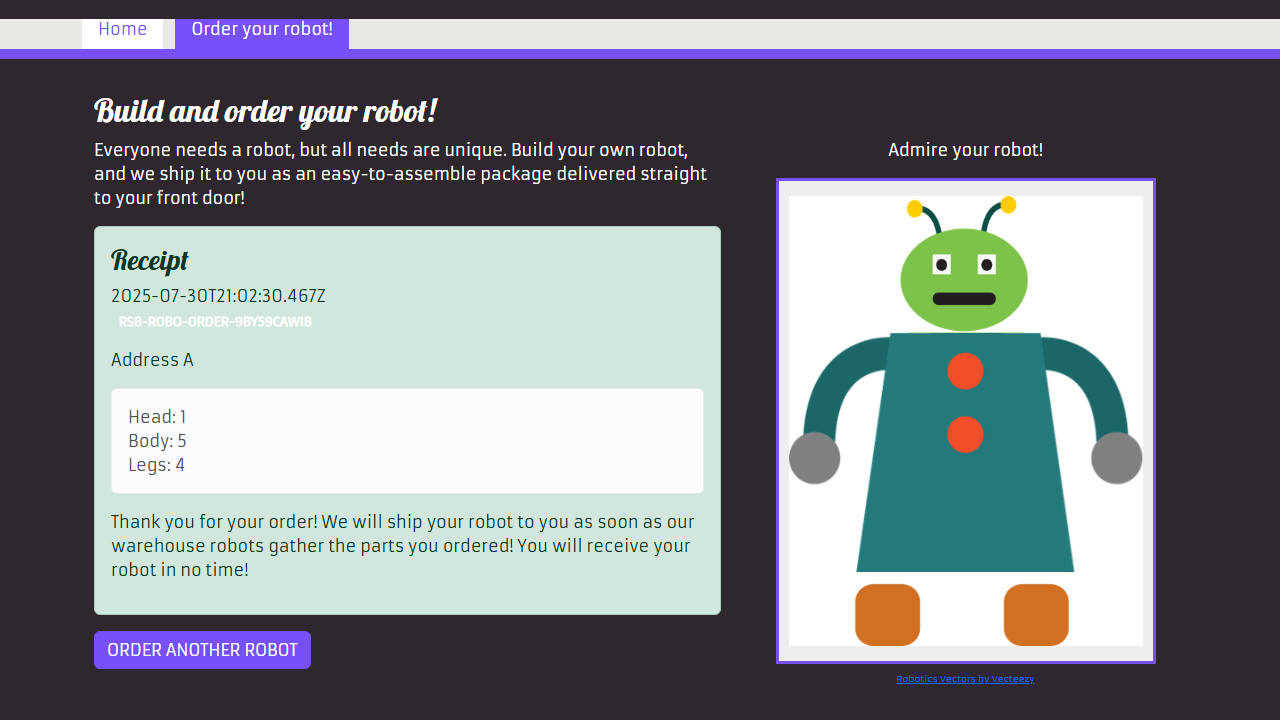 Home
Order your robot!
Build and order your robot!
Everyone needs a robot, but all needs are unique. Build your own robot,
and we ship it to you as an easy-to-assemble package delivered straight
to your front door!
Receipt
2025-07-30T21:02:30.467Z
RSB-ROBO-ORDER-9BY59CAWIB
Address A
Head: 1
Body: 5
Legs: 4
Thank you for your order! We will ship your robot to you as soon as our
warehouse robots gather the parts you ordered! You will receive your
robot in no time!
ORDER ANOTHER ROBOT
Admire your robot!
Robotics Vectors by Vecteezy